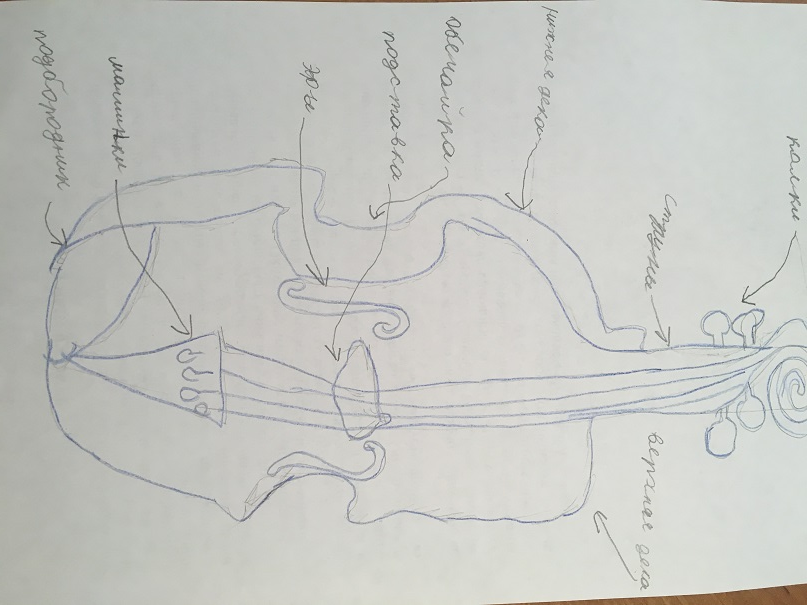 колки
струны
верхняя дека
нижняя дека
обечайка
подставка
эфы
машинки
подбородник